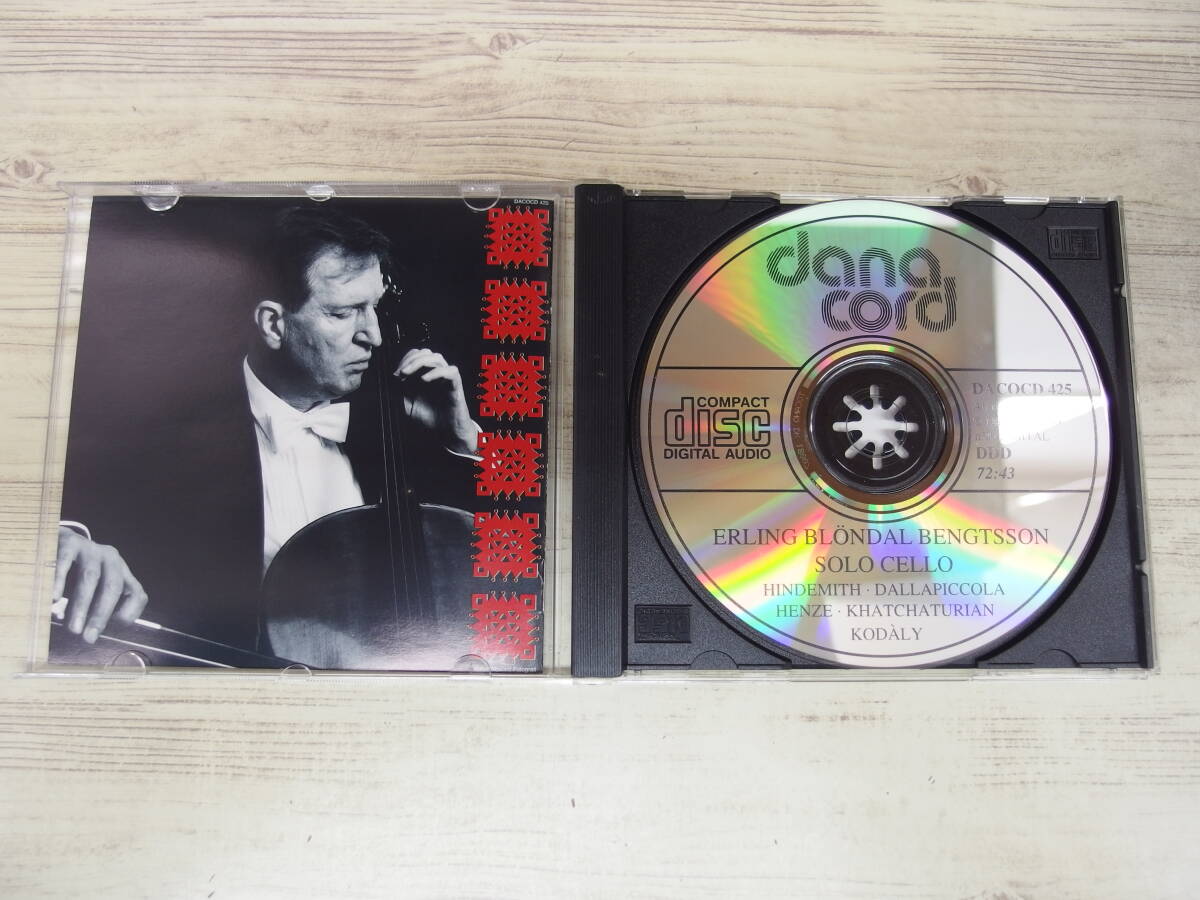 DACOCD 425
dana
cord
COMPACT
disc
DIGITAL AUDIO
DACOCD 425
DDD
72:43
ERLING BLÖNDAL BENGTSSON
SOLO CELLO
HINDEMITH · DALLAPICCOLA
HENZE · KHATCHATURIAN
KODÀLY
disc